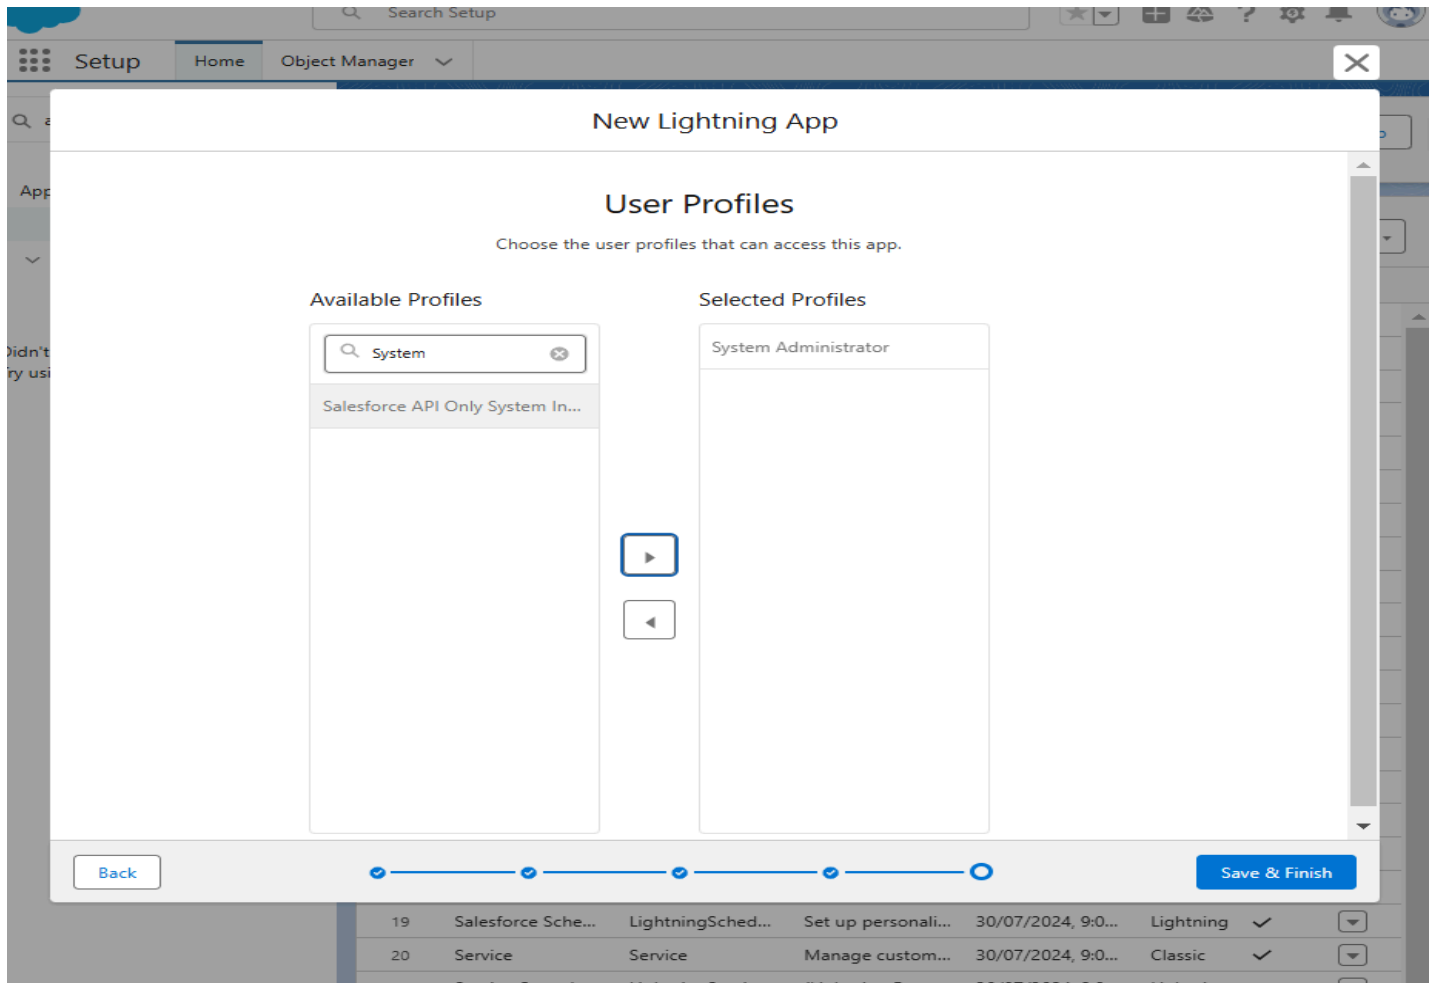 Search Setup
Setup
Home
Object Manager
New Lightning App
App
User Profiles
Choose the user profiles that can access this app.
Available Profiles
Selected Profiles
System
System Administrator
Didn't
Salesforce API Only System In...
Back
Save & Finish
19 Salesforce Sche... LightningSched... Set up personali... 30/07/2024, 9:0... Lightning
20 Service Service Manage custom... 30/07/2024, 9:0... Classic